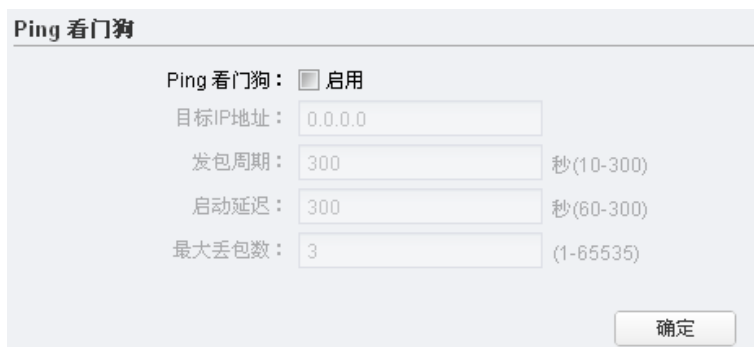 Ping 看门狗
Ping 看门狗： 启用
目标IP地址： 0.0.0.0
发包周期： 300 秒(10-300)
启动延迟： 300 秒(60-300)
最大丢包数： 3 (1-65535)
确定